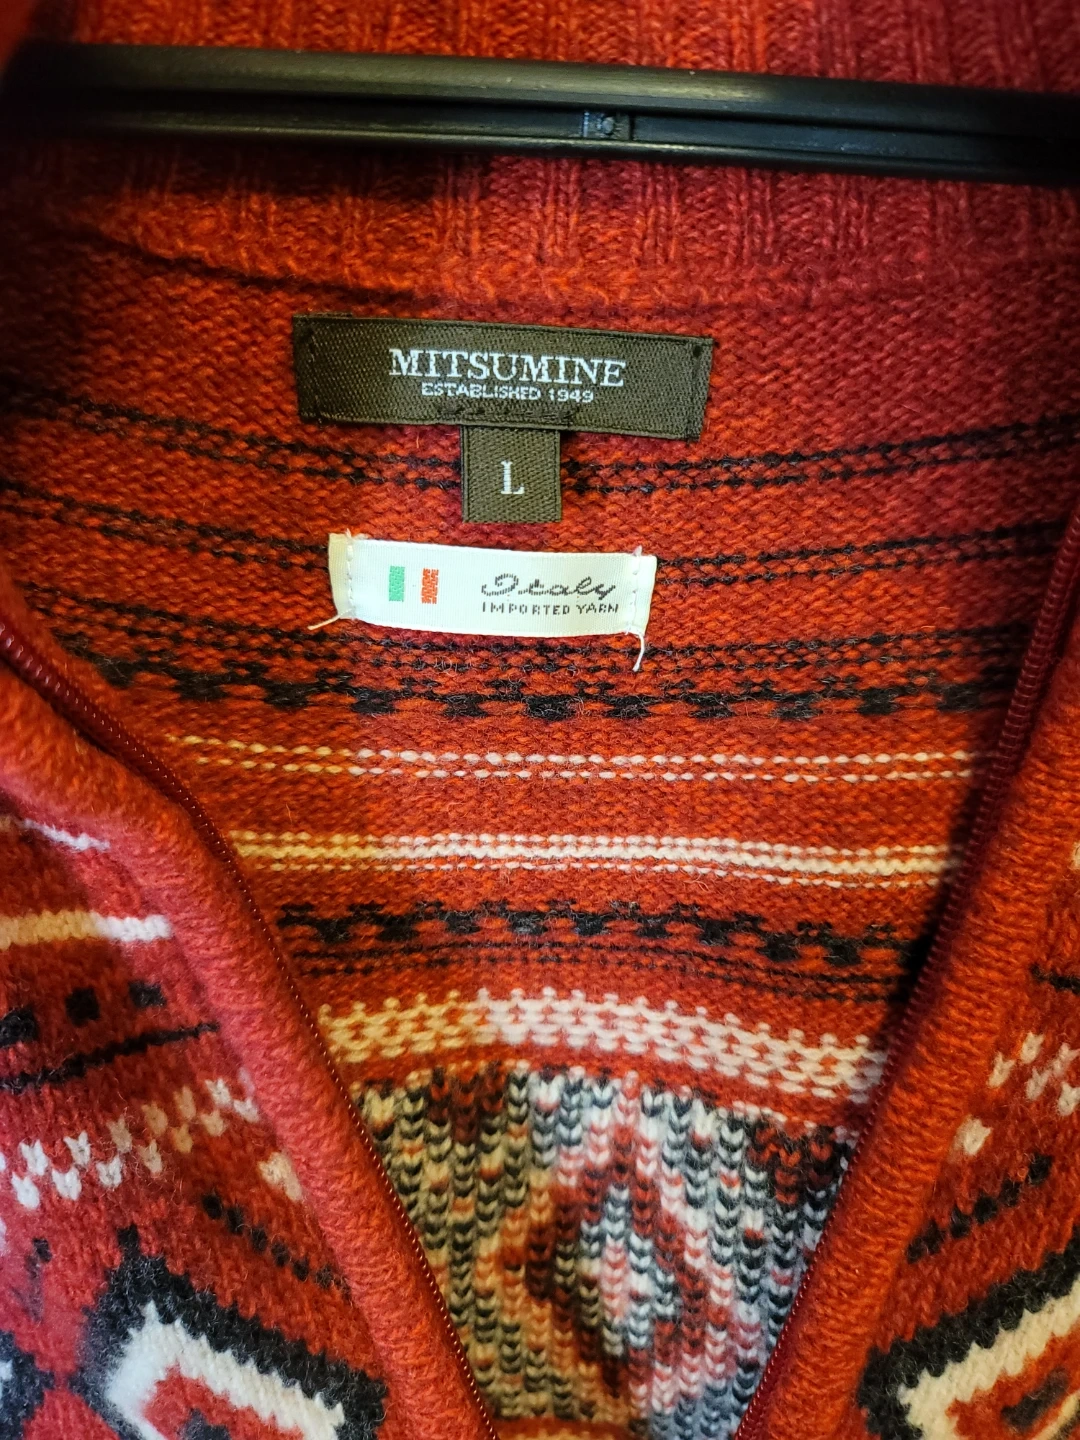 MITSUMINE
ESTABLISHED 1949
L
Italy
IMPORTED YARN